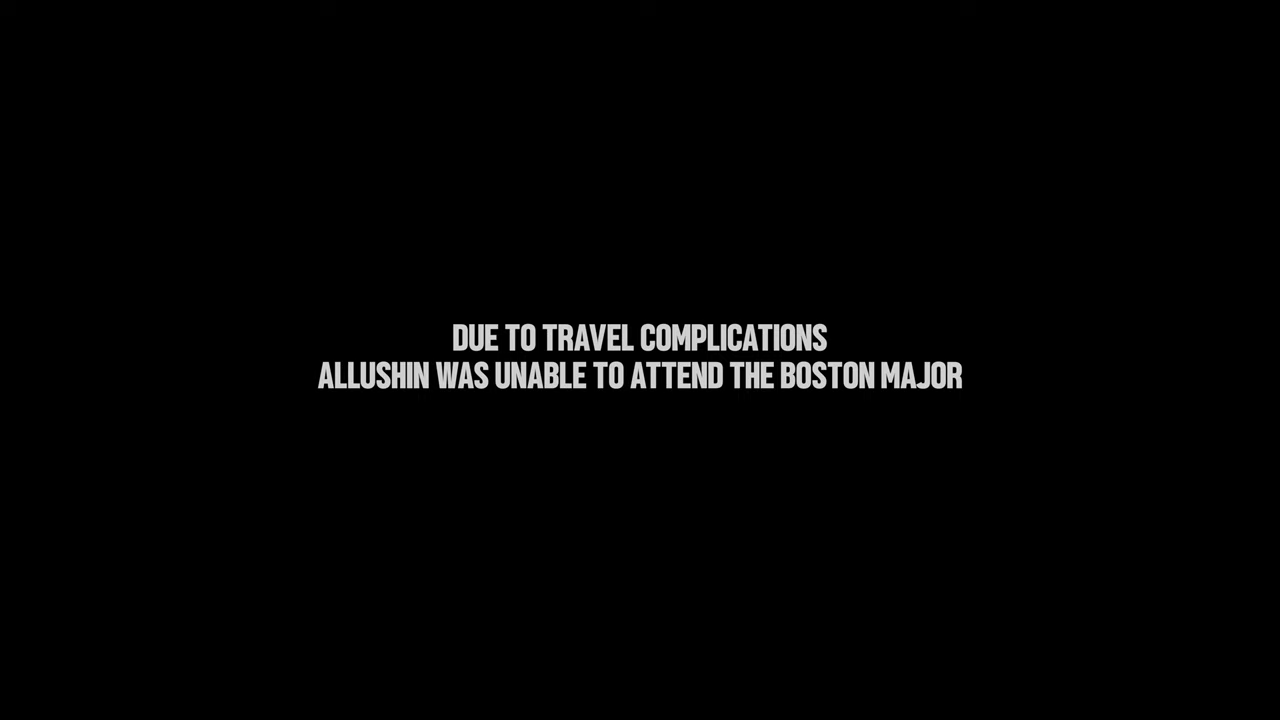 DUE TO TRAVEL COMPLICATIONS
ALLUSHIN WAS UNABLE TO ATTEND THE BOSTON MAJOR